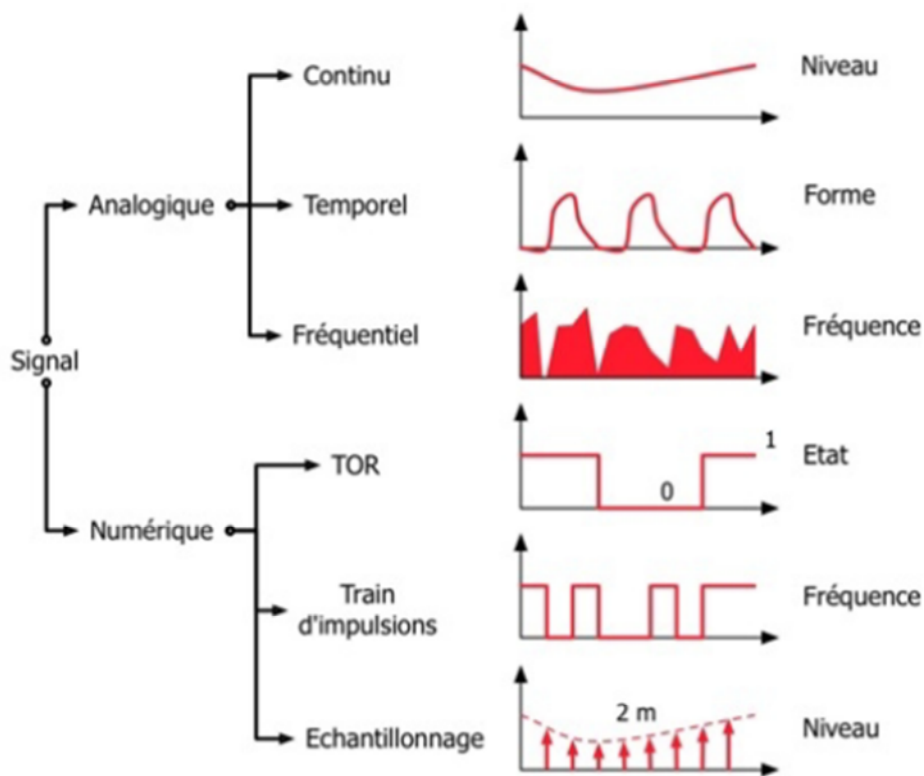 Continu
Niveau
Analogique
Temporel
Forme
Fréquentiel
Fréquence
Signal
TOR
0
1
Etat
Numérique
Train
d'impulsions
Fréquence
Echantillonnage
2 m
Niveau